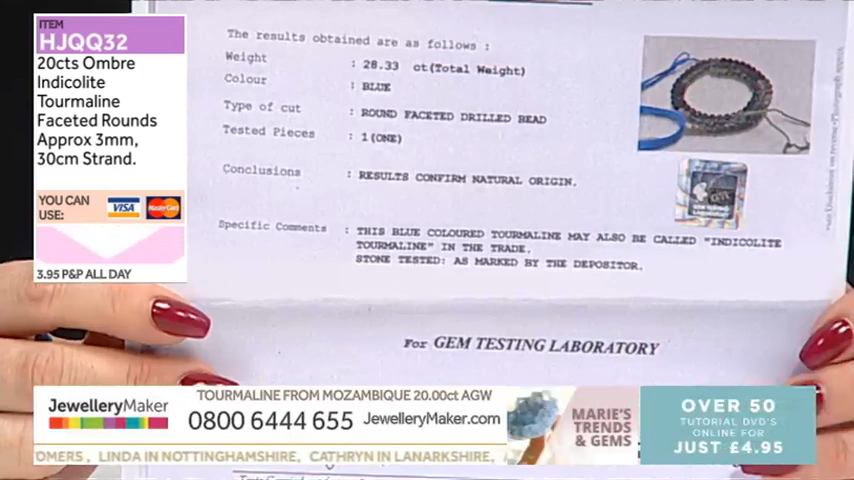 ITEM
HJQQ32
20cts Ombre
Indicolite
Tourmaline
Faceted Rounds
Approx 3mm,
30cm Strand.
YOU CAN
USE:
VISA
MasterCard
3.95 P&P ALL DAY
The results obtained are as follows :
Weight : 28.33 ct(Total Weight)
Colour : BLUE
Type of cut : ROUND FACETED DRILLED BEAD
Tested Pieces : 1(ONE)
Conclusions : RESULTS CONFIRM NATURAL ORIGIN.
Specific Comments : THIS BLUE COLOURED TOURMALINE MAY ALSO BE CALLED "INDICOLITE
TOURMALINE" IN THE TRADE.
STONE TESTED: AS MARKED BY THE DEPOSITOR.
For GEM TESTING LABORATORY
JewelleryMaker
TOURMALINE FROM MOZAMBIQUE 20.00ct AGW
0800 6444 655 JewelleryMaker.com
MARIE'S
TRENDS
& GEMS
OVER 50
TUTORIAL DVD'S
ONLINE FOR
JUST £4.95
OMERS, LINDA IN NOTTINGHAMSHIRE, CATHRYN IN LANARKSHIRE,